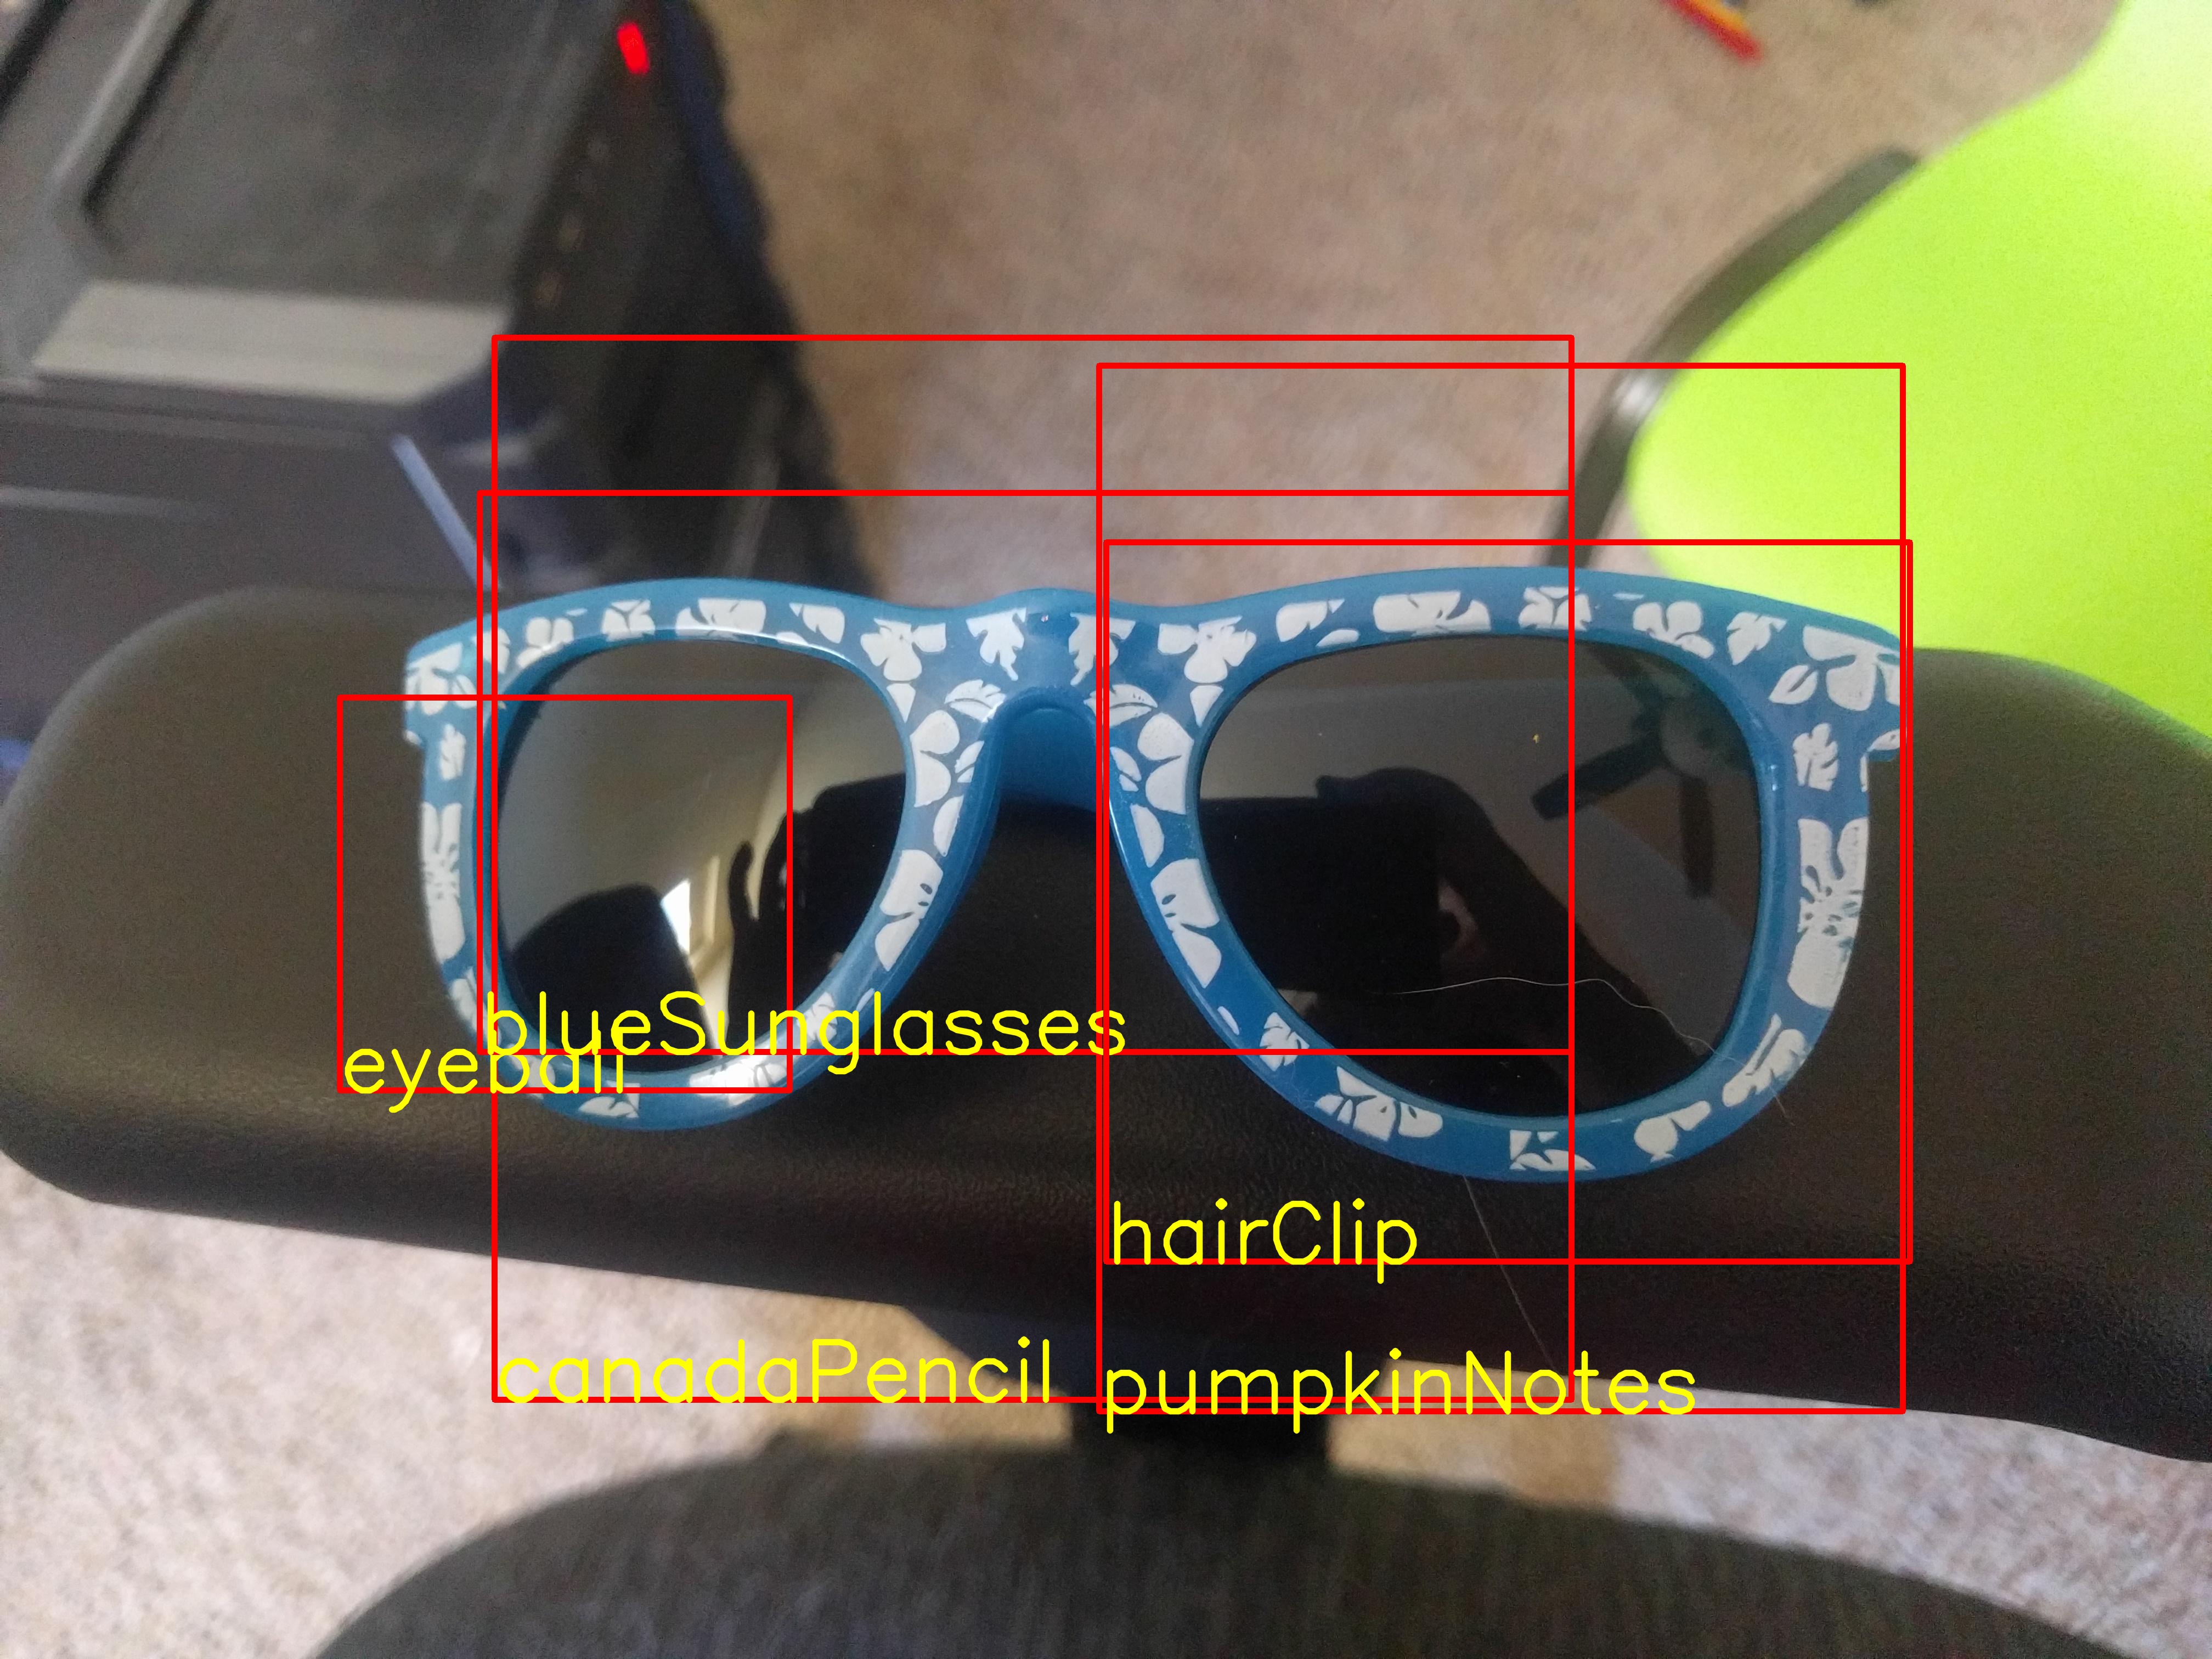 blueSunglasses
eyeball
hairClip
canadaPencil
pumpkinNotes